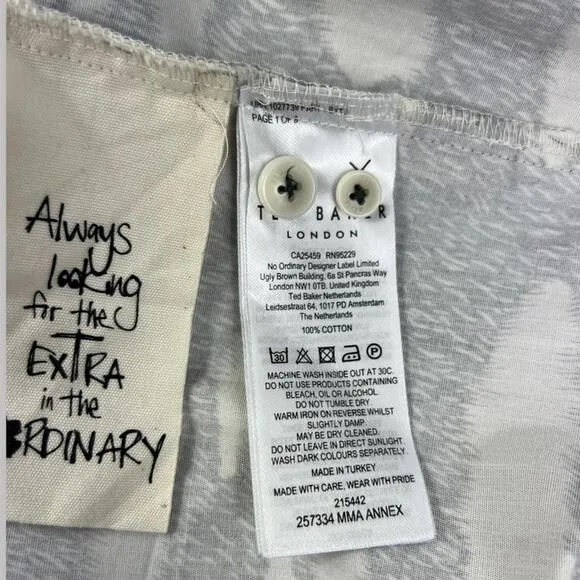 Always
looking
for the
EXTRA
in the
ORDINARY
PAGE 1 OF 6
TED BAKER
LONDON
CA25459 RN95229
No Ordinary Designer Label Limited
Ugly Brown Building, 6a St Pancras Way
London NW1 0TB. United Kingdom
Ted Baker Netherlands
Leidsestraat 64, 1017 PD Amsterdam
The Netherlands
100% COTTON
30
P
MACHINE WASH INSIDE OUT AT 30C.
DO NOT USE PRODUCTS CONTAINING
BLEACH, OIL OR ALCOHOL.
DO NOT TUMBLE DRY.
WARM IRON ON REVERSE WHILST
SLIGHTLY DAMP
MAY BE DRY CLEANED.
DO NOT LEAVE IN DIRECT SUNLIGHT.
WASH DARK COLOURS SEPARATELY.
MADE IN TURKEY
MADE WITH CARE, WEAR WITH PRIDE
215442
257334 MMA ANNEX